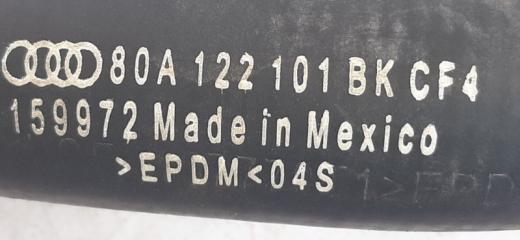 80A 122 101 BK CF4
159972 Made in Mexico
>EPDM<04S